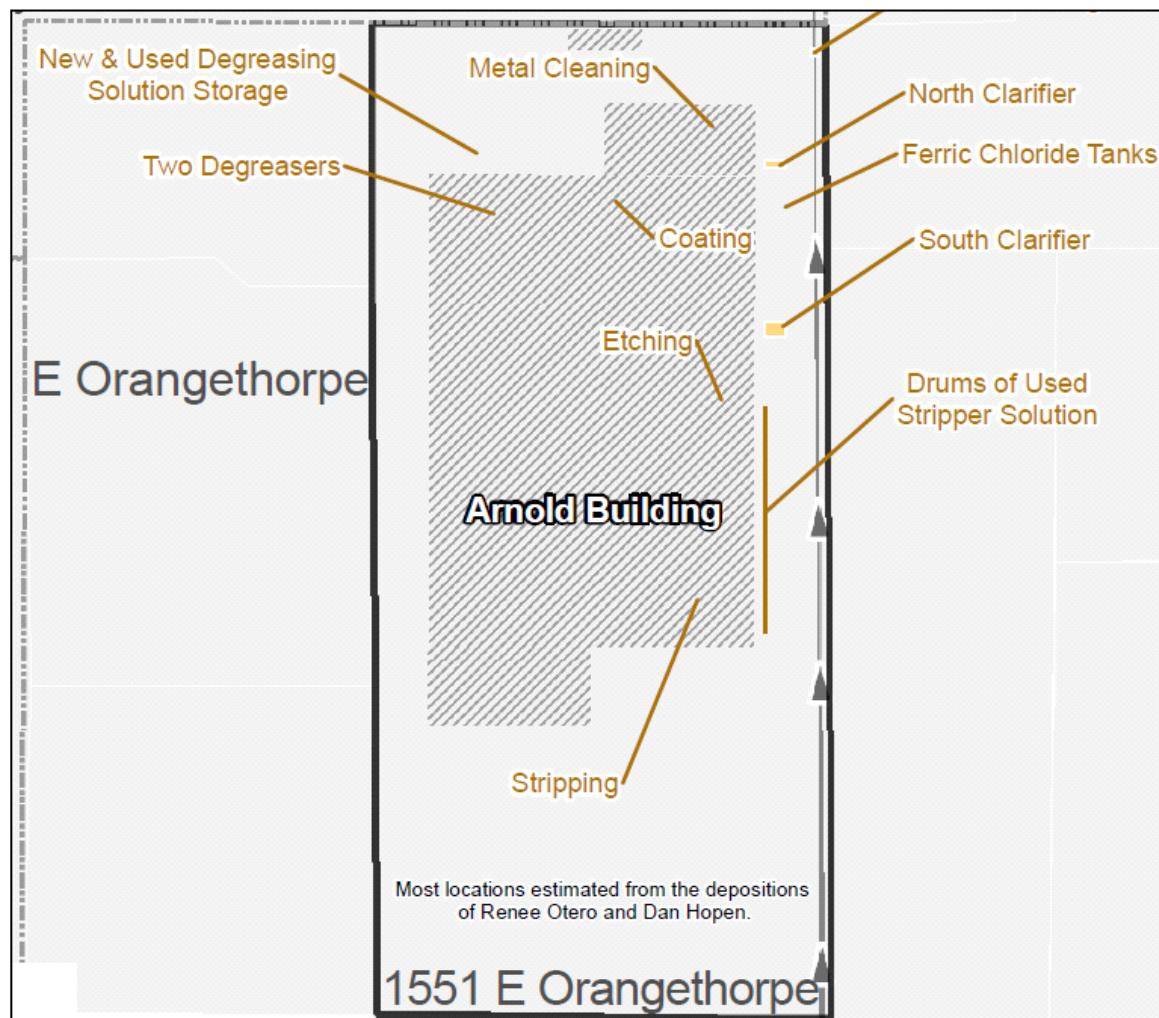 New & Used Degreasing
Solution Storage
Metal Cleaning
North Clarifier
Two Degreasers
Ferric Chloride Tanks
Coating
South Clarifier
Etching
E Orangethorpe
Drums of Used
Stripper Solution
Arnold Building
Stripping
Most locations estimated from the depositions
of Renee Otero and Dan Hopen.
1551 E Orangethorpe